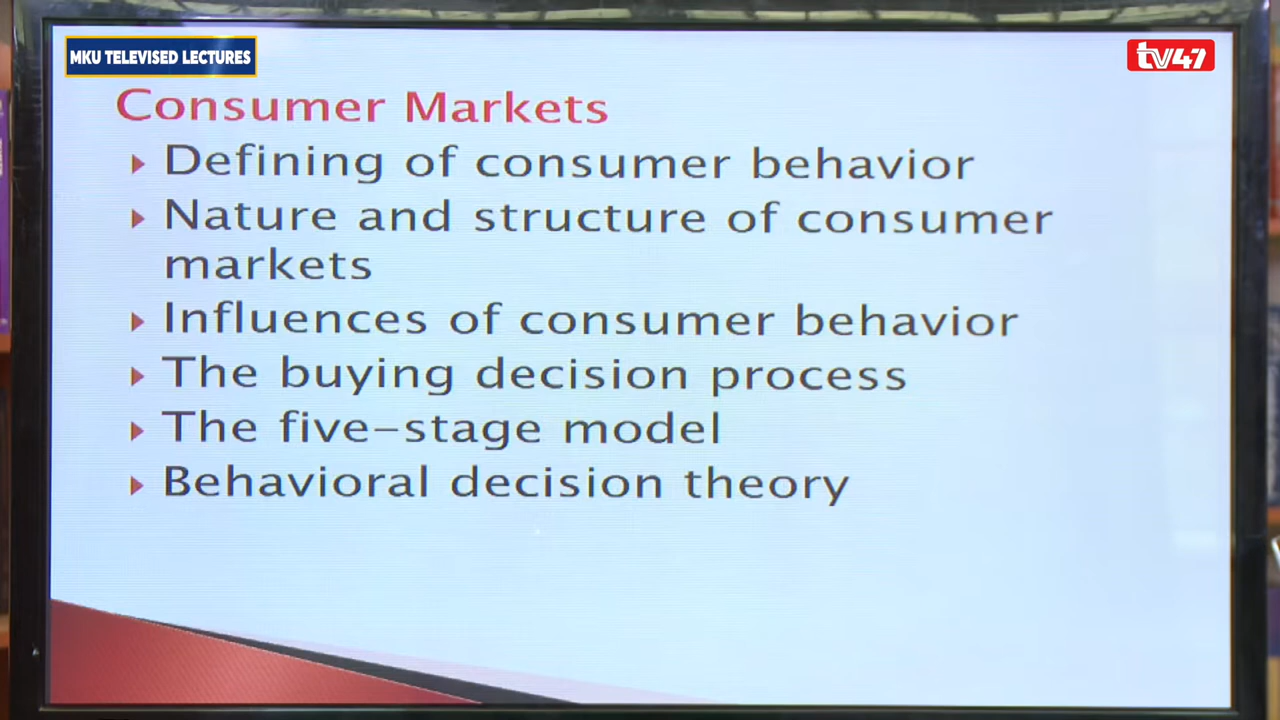 MKU TELEVISED LECTURES
tv47
Consumer Markets
Defining of consumer behavior
Nature and structure of consumer
markets
Influences of consumer behavior
The buying decision process
The five-stage model
Behavioral decision theory